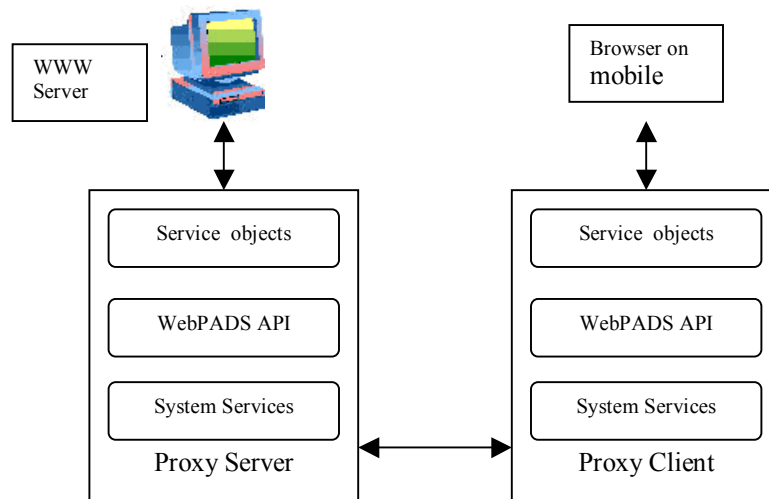 WWW
Server
Browser on
mobile
Service objects
WebPADS API
System Services
Proxy Server
Service objects
WebPADS API
System Services
Proxy Client